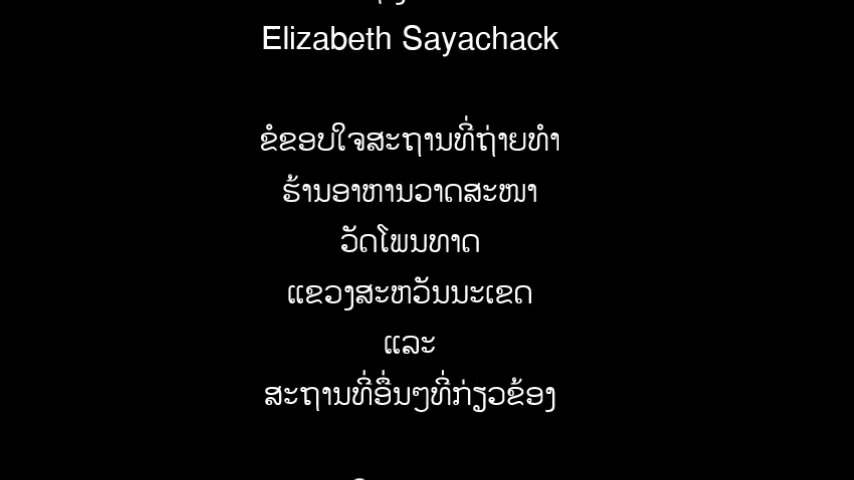 Elizabeth Sayachack
ຂໍຂອບໃຈສະຖານທີ່ຖ່າຍທຳ
ຮ້ານອາຫານວາດສະໜາ
ວັດໂພນທາດ
ແຂວງສະຫວັນນະເຂດ
ແລະ
ສະຖານທີ່ອື່ນໆທີ່ກ່ຽວຂ້ອງ